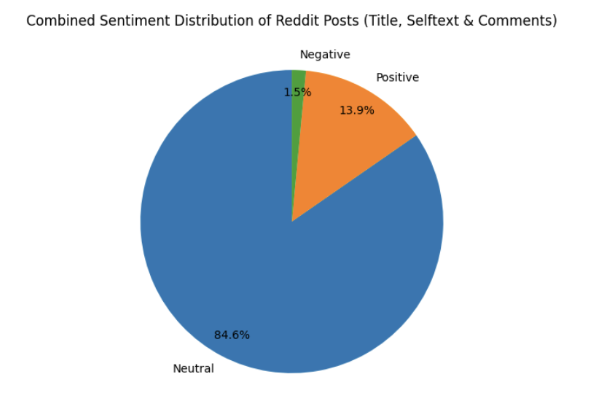 Combined Sentiment Distribution of Reddit Posts (Title, Selftext & Comments)
Negative
Positive
1.5%
13.9%
84.6%
Neutral